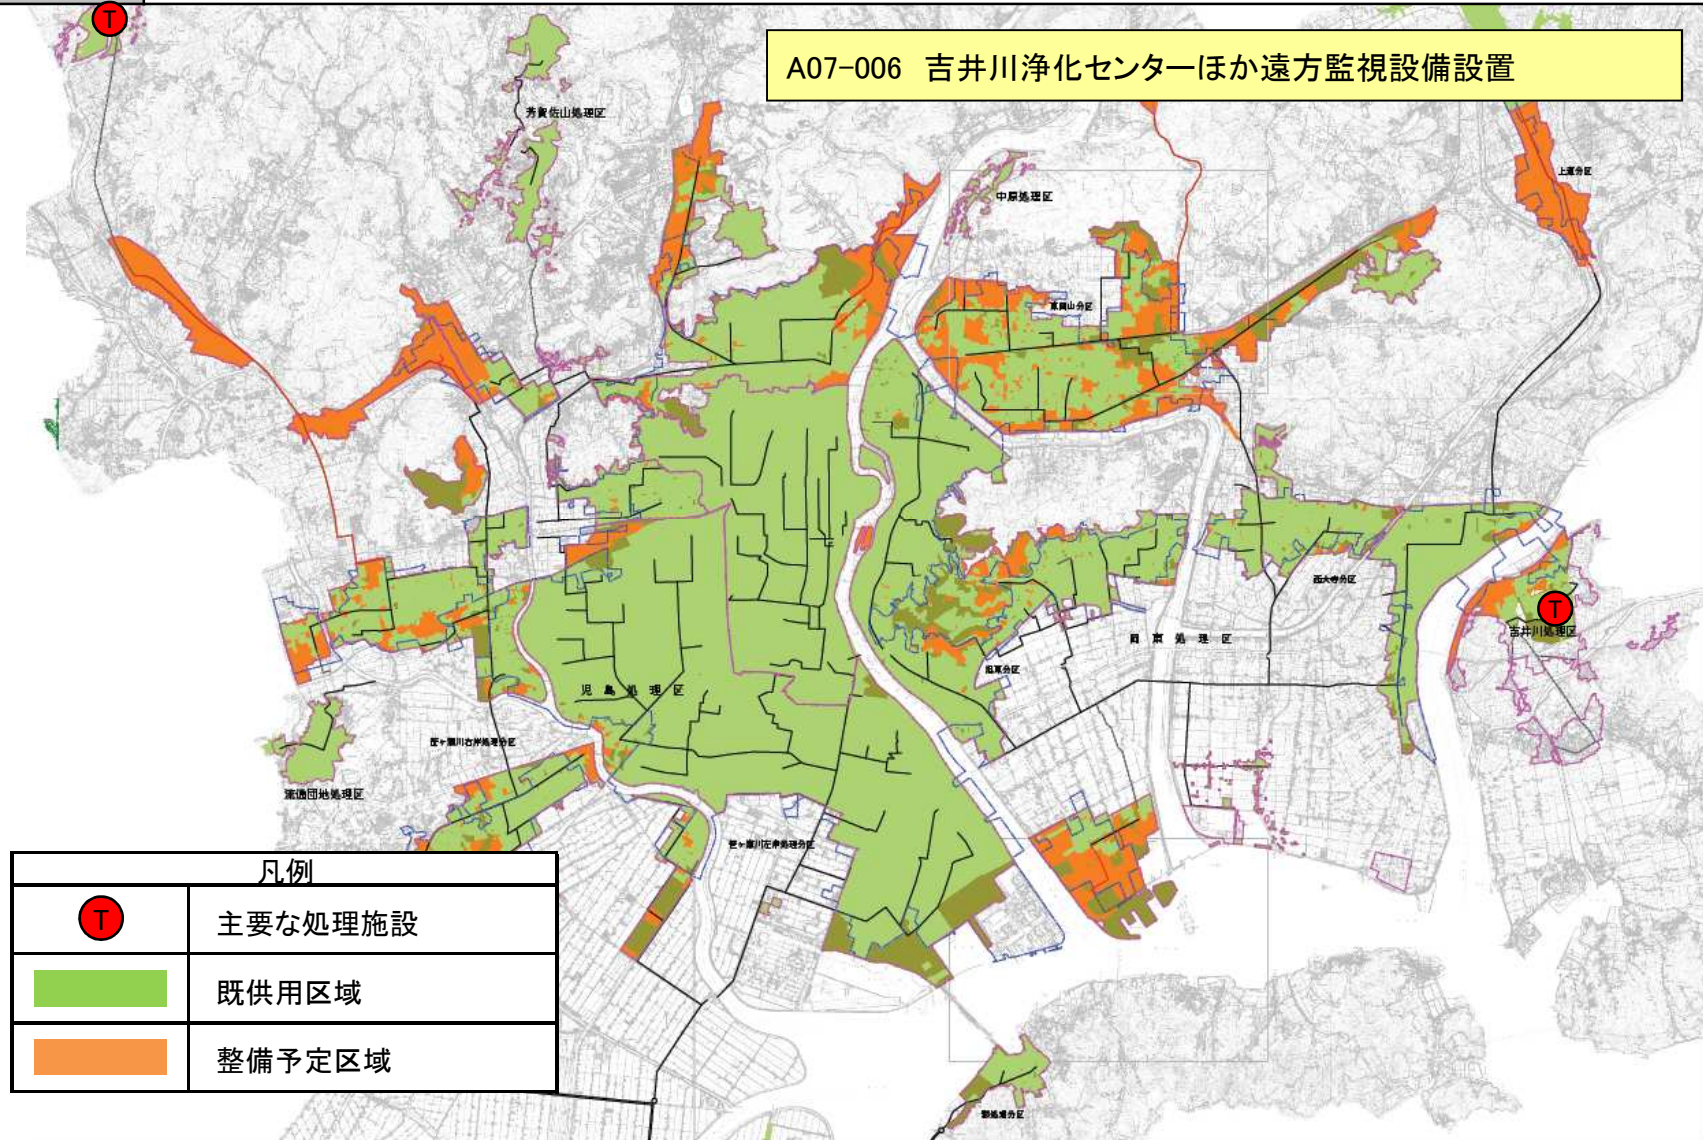 T
A07-006 吉井川浄化センターほか遠方監視設備設置
芳賀佐山処理区
上道分区
中原処理区
東岡山分区
西大寺分区
T
吉井川処理区
岡東処理区
旭東分区
児島処理区
笹ヶ瀬川右岸処理分区
流通団地処理区
笹ヶ瀬川左岸処理分区
凡例
T 主要な処理施設
既供用区域
整備予定区域